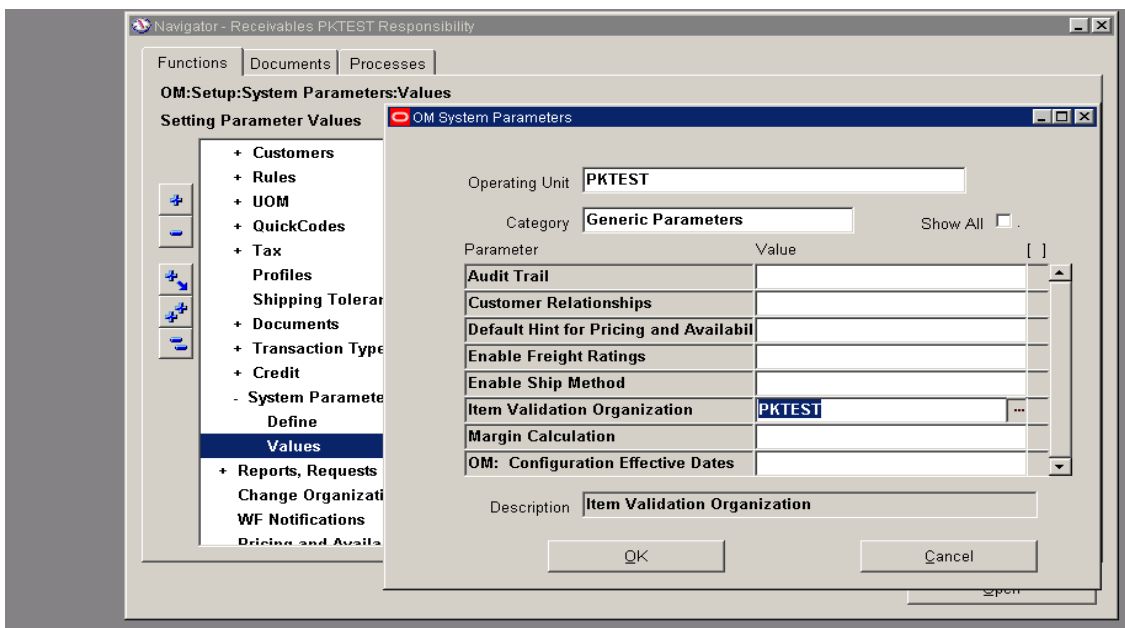 Navigator - Receivables PKTEST Responsibility
Functions Documents Processes
OM:Setup:System Parameters:Values
Setting Parameter Values
+ Customers
+ Rules
+ UOM
+ QuickCodes
+ Tax
Profiles
Shipping Toleran
+ Documents
+ Transaction Type
+ Credit
- System Paramete
Define
Values
+ Reports, Requests
Change Organizati
WF Notifications
Pricing and Availa
OM System Parameters
Operating Unit PKTEST
Category Generic Parameters Show All .
Parameter Value [ ]
Audit Trail
Customer Relationships
Default Hint for Pricing and Availabil
Enable Freight Ratings
Enable Ship Method
Item Validation Organization PKTEST ...
Margin Calculation
OM: Configuration Effective Dates
Description Item Validation Organization
OK Cancel
Open